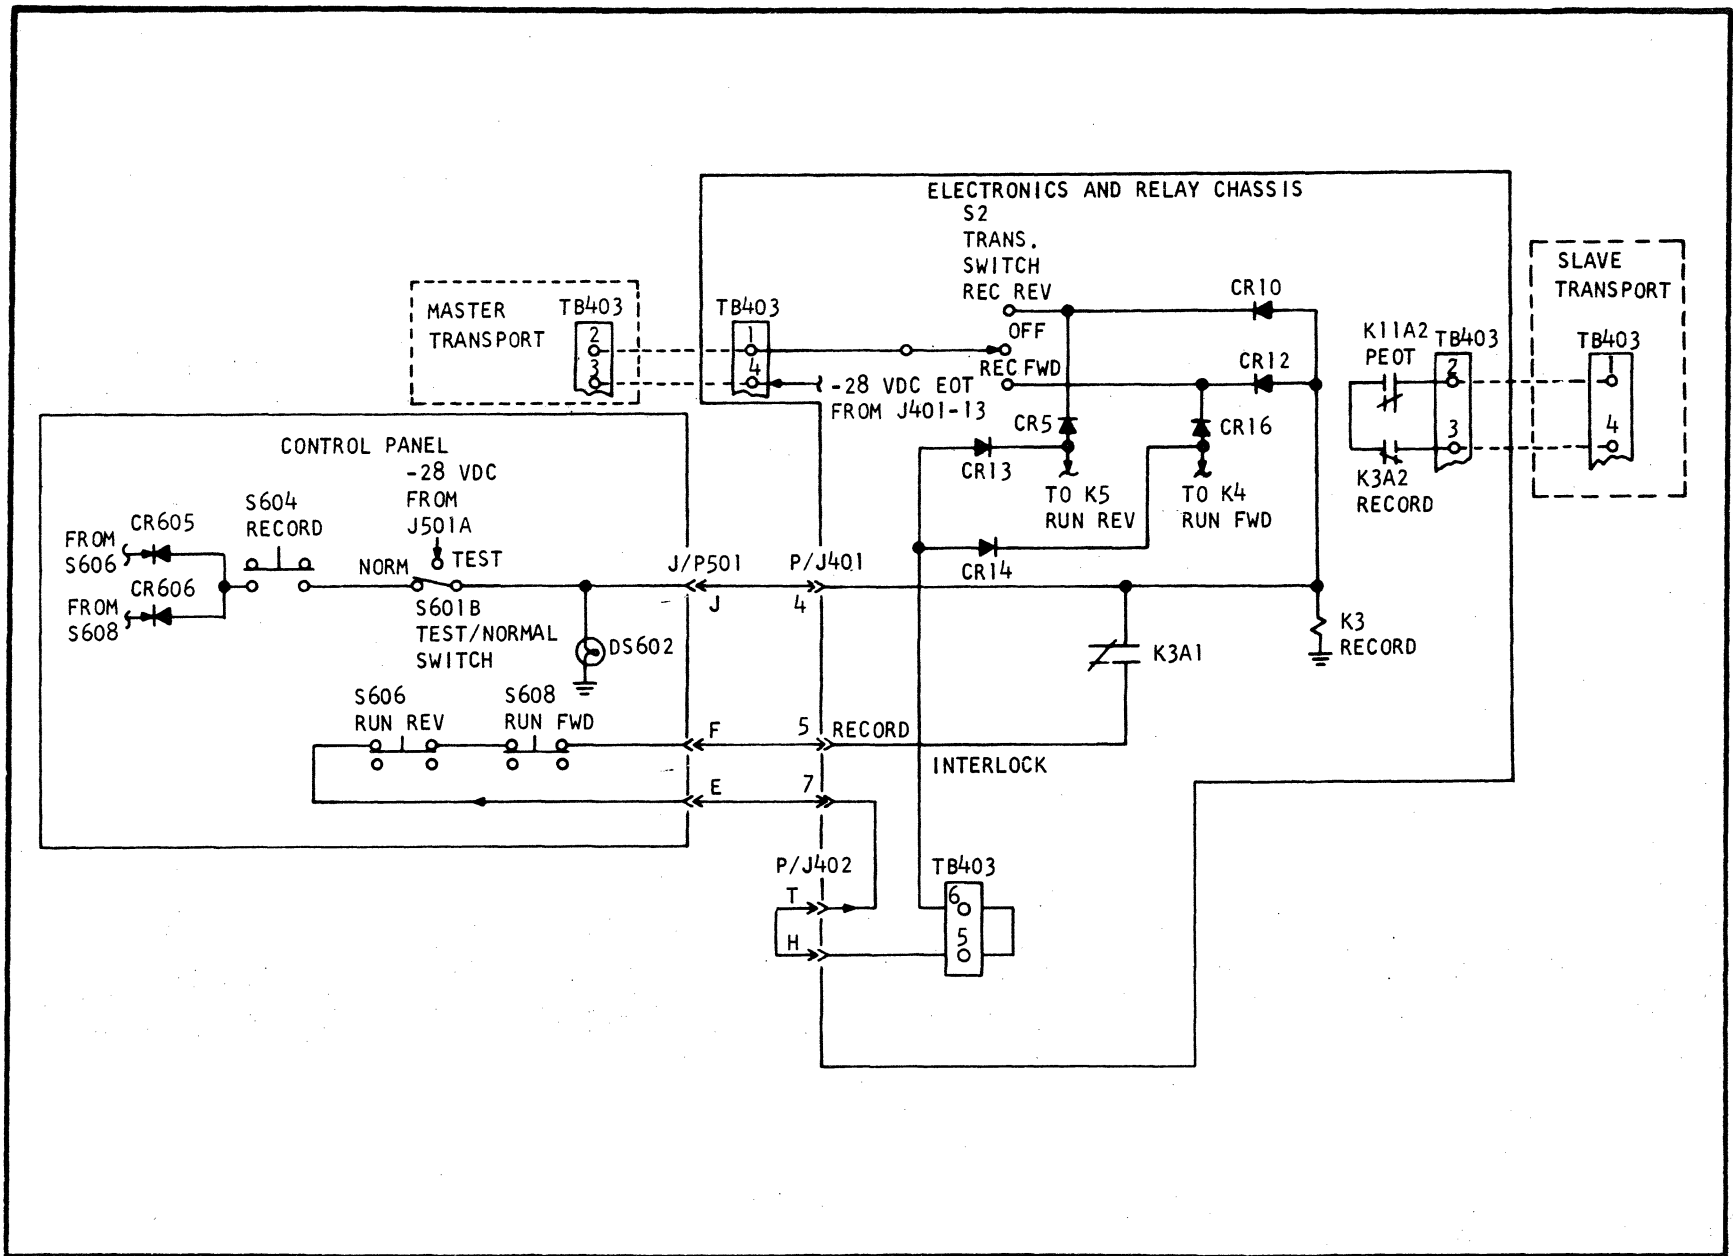 ELECTRONICS AND RELAY CHASSIS
S2
TRANS.
SWITCH
REC REV
OFF
REC FWD
CR10
CR12
MASTER
TRANSPORT
TB403
2
3
TB403
1
4
-28 VDC EOT
FROM J401-13
K11A2
PEOT
TB403
2
3
K3A2
RECORD
SLAVE
TRANSPORT
TB403
1
4
CR5
CR16
CR13
TO K5
RUN REV
TO K4
RUN FWD
CR14
CONTROL PANEL
-28 VDC
FROM
J501A
S604
RECORD
CR605
FROM
S606
CR606
FROM
S608
NORM
TEST
S601B
TEST/NORMAL
SWITCH
DS602
J/P501
P/J401
J
4
K3A1
K3
RECORD
S606
RUN REV
S608
RUN FWD
F
5
RECORD
INTERLOCK
E
7
P/J402
T
H
TB403
6
5